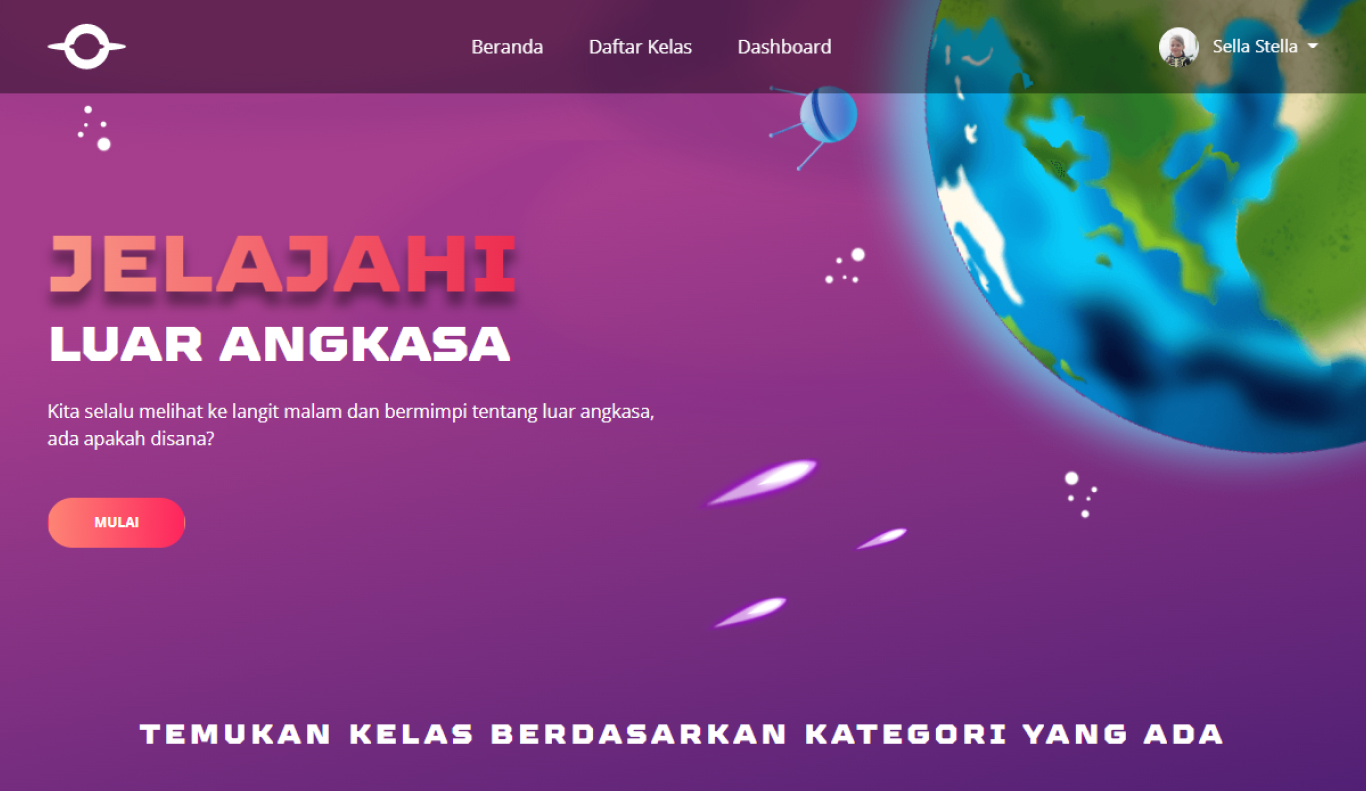 Beranda Daftar Kelas Dashboard Sella Stella
JELAJAHI
LUAR ANGKASA
Kita selalu melihat ke langit malam dan bermimpi tentang luar angkasa,
ada apakah disana?
MULAI
TEMUKAN KELAS BERDASARKAN KATEGORI YANG ADA